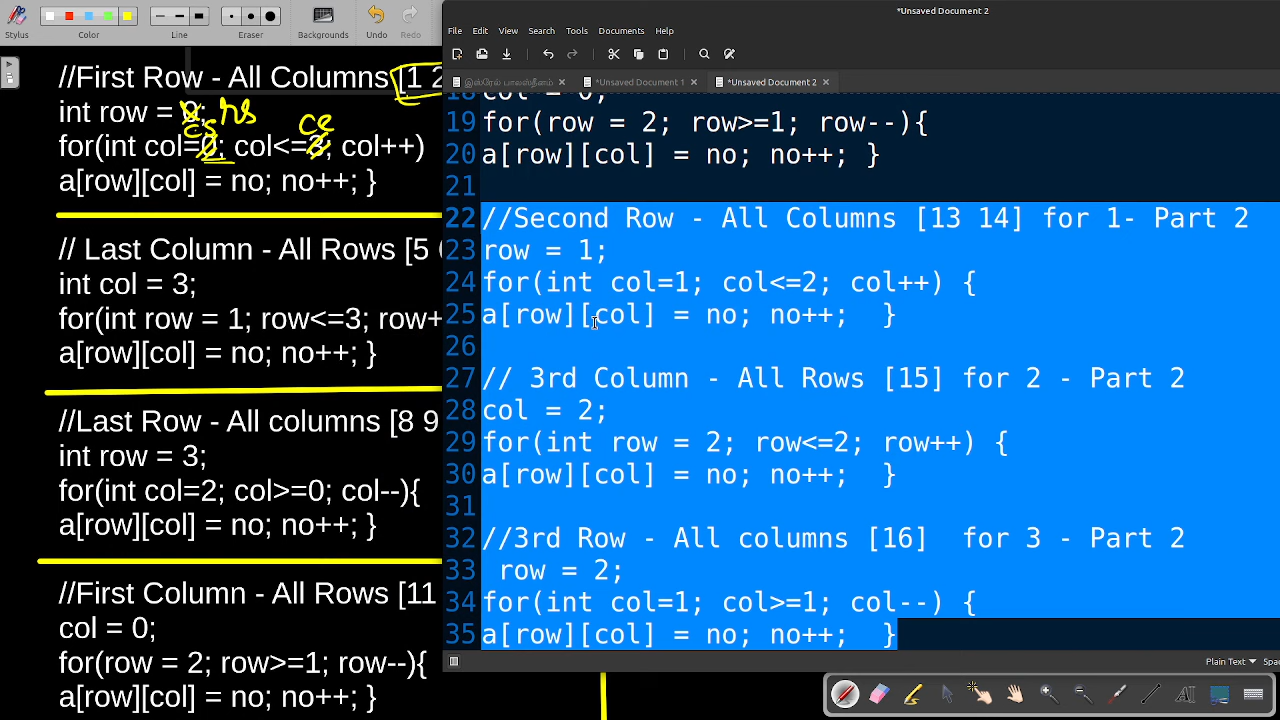 *Unsaved Document 2
Stylus Color Line Eraser Backgrounds Undo Redo
File Edit View Search Tools Documents Help
இஸ்ரேல் பாலஸ்தீனம் *Unsaved Document 1 *Unsaved Document 2
//First Row - All Columns [1 2
int row = 0; rs
cs ce
for(int col=0; col<=3; col++)
a[row][col] = no; no++; }
// Last Column - All Rows [5
int col = 3;
for(int row = 1; row<=3; row+
a[row][col] = no; no++; }
//Last Row - All columns [8 9
int row = 3;
for(int col=2; col>=0; col--){
a[row][col] = no; no++; }
//First Column - All Rows [11
col = 0;
for(row = 2; row>=1; row--){
a[row][col] = no; no++; }
18 col = 0;
19 for(row = 2; row>=1; row--){
20 a[row][col] = no; no++; }
21
22 //Second Row - All Columns [13 14] for 1- Part 2
23 row = 1;
24 for(int col=1; col<=2; col++) {
25 a[row][col] = no; no++; }
26
27 // 3rd Column - All Rows [15] for 2 - Part 2
28 col = 2;
29 for(int row = 2; row<=2; row++) {
30 a[row][col] = no; no++; }
31
32 //3rd Row - All columns [16] for 3 - Part 2
33 row = 2;
34 for(int col=1; col>=1; col--) {
35 a[row][col] = no; no++; }
Plain Text